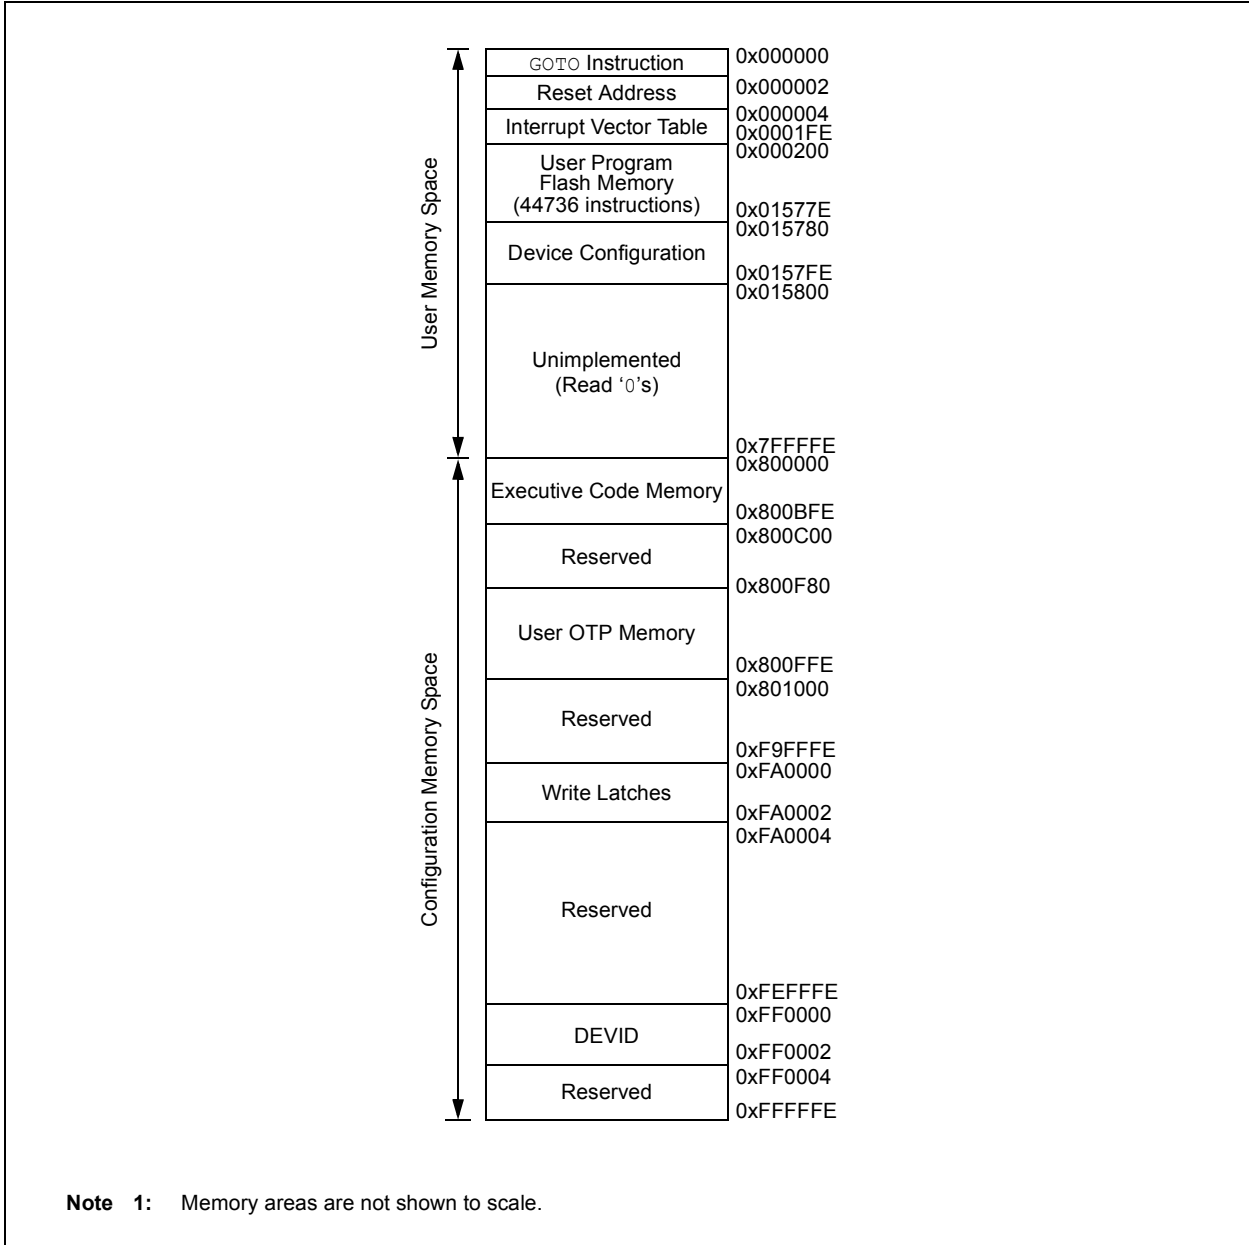 0x000000
GOTO Instruction
0x000002
Reset Address
0x000004
Interrupt Vector Table
0x0001FE
0x000200
User Program
Flash Memory
(44736 instructions)
0x01577E
0x015780
Device Configuration
0x0157FE
0x015800
User Memory Space
Unimplemented
(Read ‘0’s)
0x7FFFFE
0x800000
Executive Code Memory
0x800BFE
0x800C00
Reserved
0x800F80
User OTP Memory
0x800FFE
0x801000
Reserved
0xF9FFFE
0xFA0000
Write Latches
0xFA0002
0xFA0004
Configuration Memory Space
Reserved
0xFEFFFE
0xFF0000
DEVID
0xFF0002
0xFF0004
Reserved
0xFFFFFE
Note 1: Memory areas are not shown to scale.